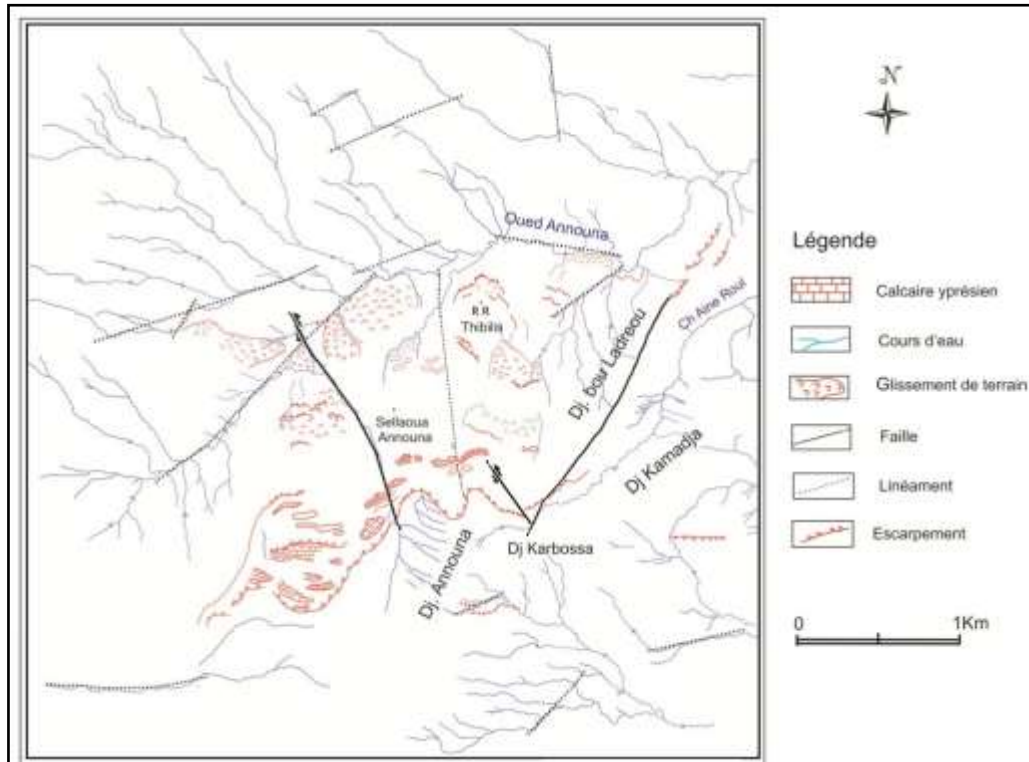 N
Oued Announa
R.R
Thibilis
Ch Aine Roul
Dj. bou Ladreou
Sellaoua
Announa
Dj Kamadja
Dj. Announa
Dj Karbossa
Légende
Calcaire yprésien
Cours d'eau
Glissement de terrain
Faille
Linéament
Escarpement
0 1Km